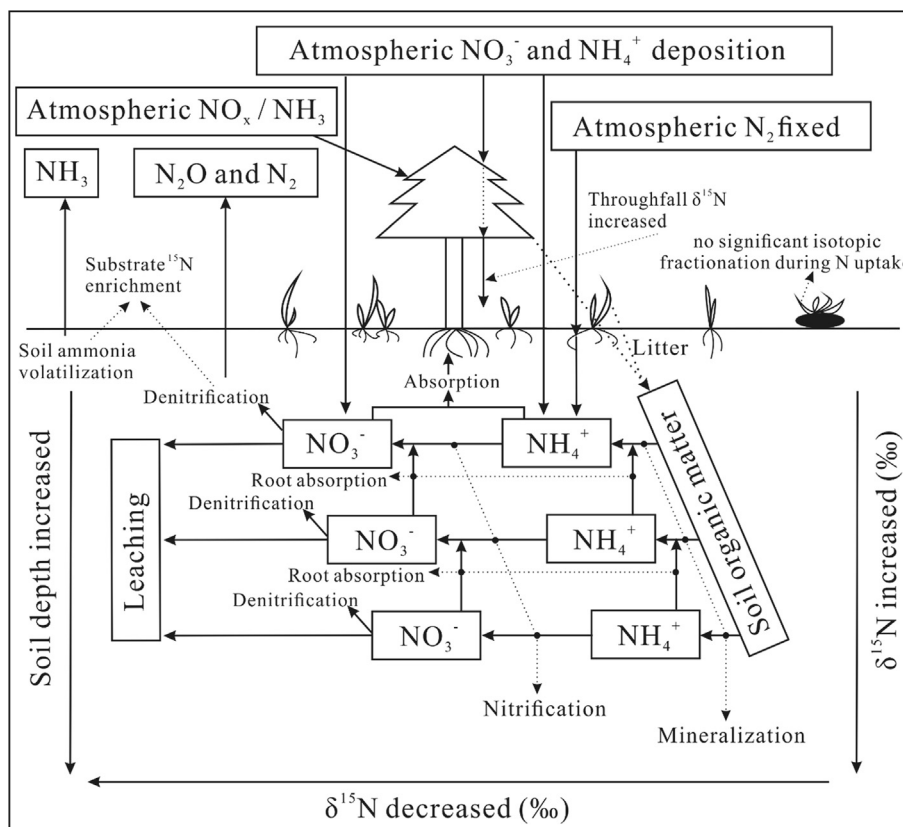 Atmospheric NO₃⁻ and NH₄⁺ deposition
Atmospheric NOₓ / NH₃
Atmospheric N₂ fixed
NH₃
N₂O and N₂
Throughfall δ¹⁵N
increased
no significant isotopic
fractionation during N uptake
Substrate ¹⁵N
enrichment
Soil ammonia
volatilization
Litter
Absorption
Denitrification
NO₃⁻
NH₄⁺
Root absorption
Denitrification
NO₃⁻
NH₄⁺
Root absorption
Denitrification
NO₃⁻
NH₄⁺
Leaching
Soil organic matter
Soil depth increased
δ¹⁵N increased (‰)
Nitrification
Mineralization
δ¹⁵N decreased (‰)